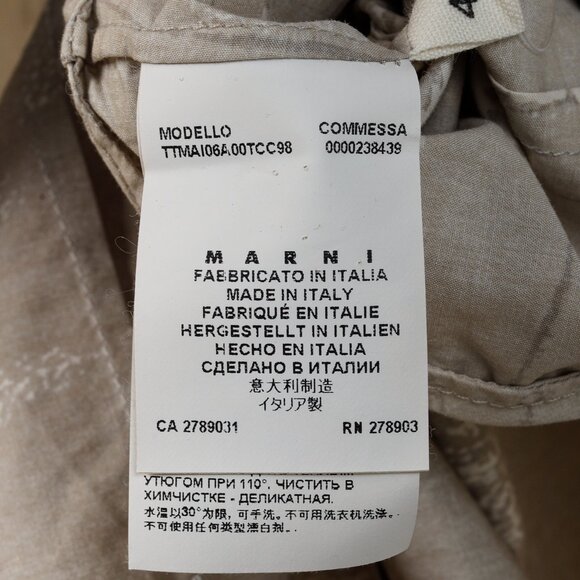 4
MODELLO COMMESSA
TTMAI06A00TCC98 0000238439
MARNI
FABBRICATO IN ITALIA
MADE IN ITALY
FABRIQUÉ EN ITALIE
HERGESTELLT IN ITALIEN
HECHO EN ITALIA
СДЕЛАНО В ИТАЛИИ
意大利制造
イタリア製
CA 2789031 RN 278903
УТЮГОМ ПРИ 110°. ЧИСТИТЬ В
ХИМЧИСТКЕ - ДЕЛИКАТНАЯ.
水温以30°为限, 可手洗。不可用洗衣机洗涤。
不可使用任何类型漂白剂。